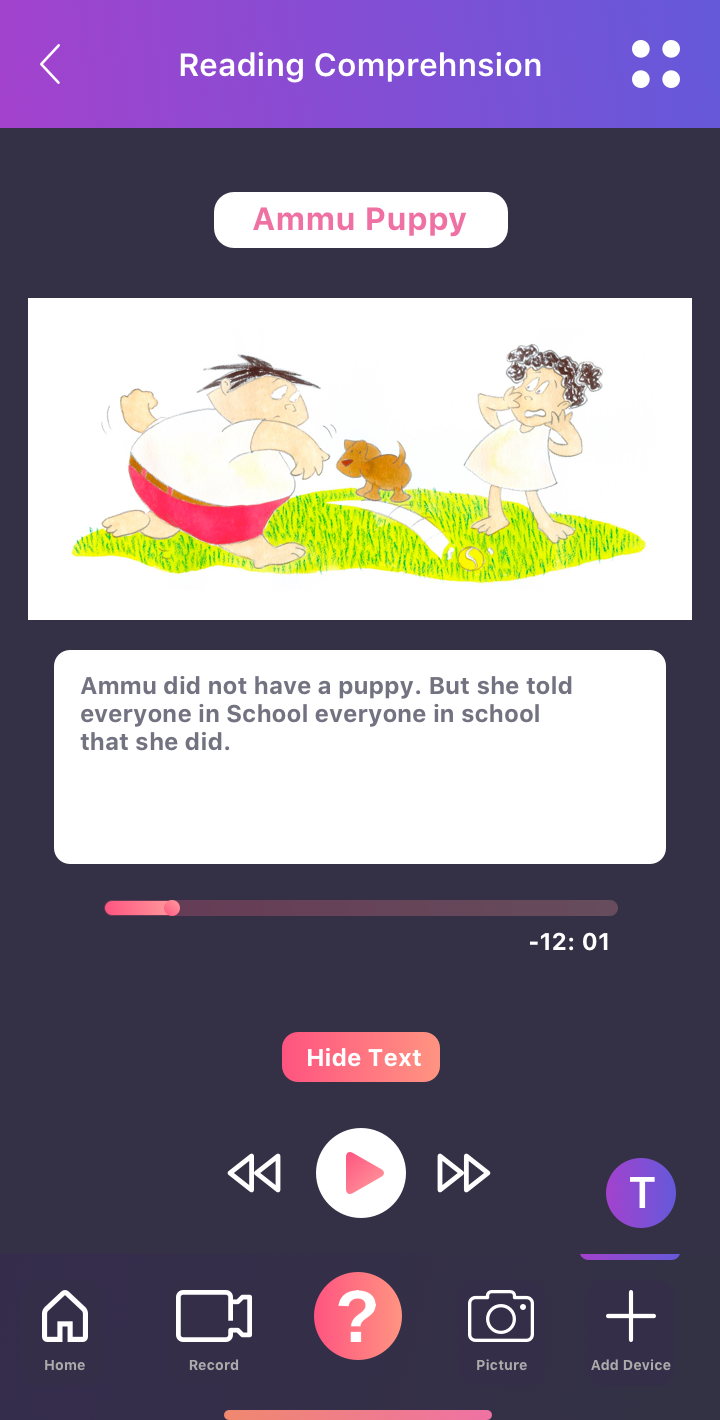 Reading Comprehnsion
Ammu Puppy
Ammu did not have a puppy. But she told
everyone in School everyone in school
that she did.
-12: 01
Hide Text
T
?
Home
Record
Picture
Add Device